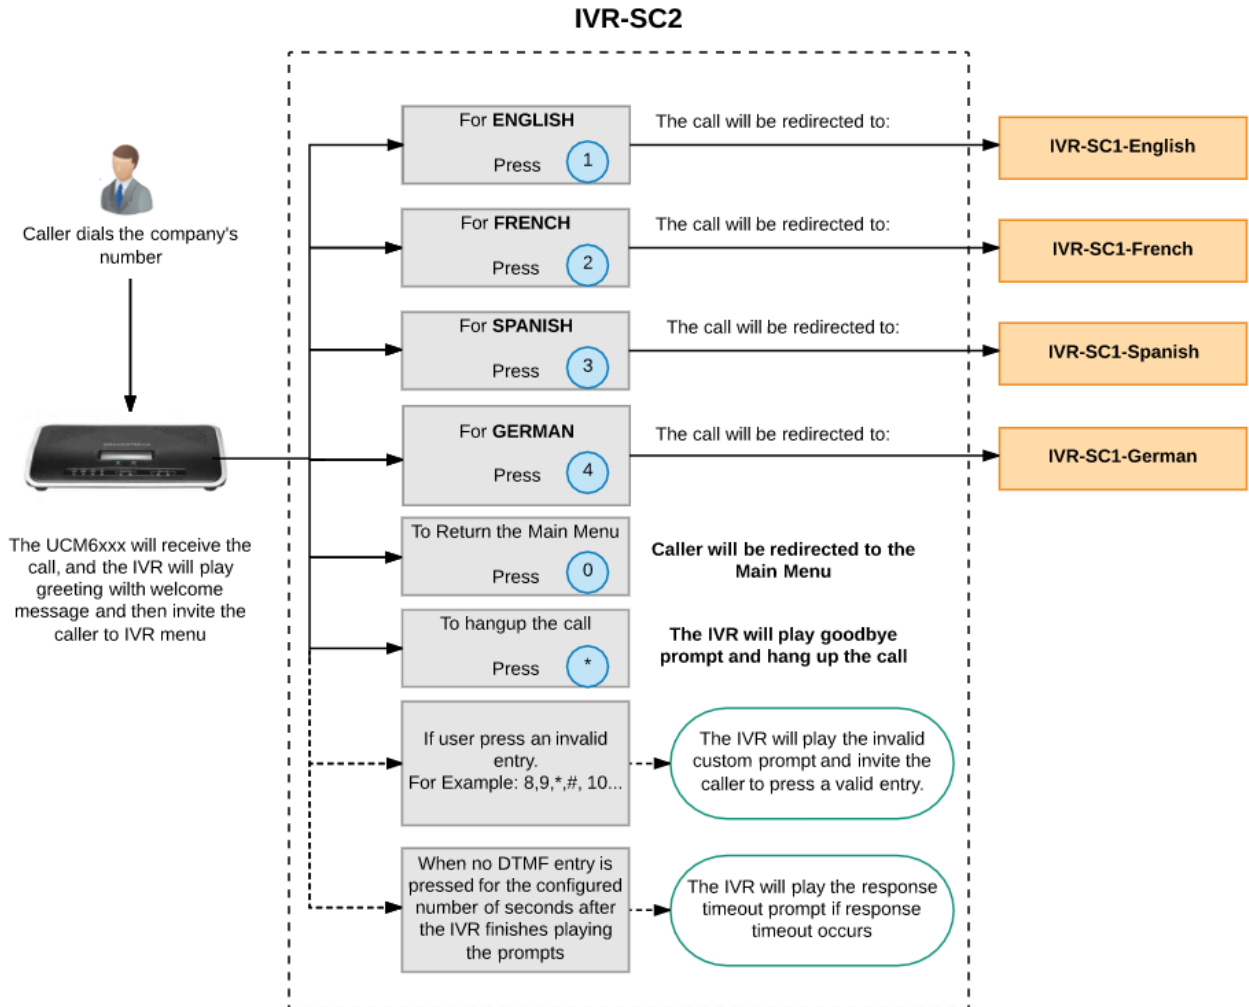 IVR-SC2
Caller dials the company's
number
The UCM6xxx will receive the
call, and the IVR will play
greeting wilth welcome
message and then invite the
caller to IVR menu
For ENGLISH
Press 1
The call will be redirected to:
IVR-SC1-English
For FRENCH
Press 2
The call will be redirected to:
IVR-SC1-French
For SPANISH
Press 3
The call will be redirected to:
IVR-SC1-Spanish
For GERMAN
Press 4
The call will be redirected to:
IVR-SC1-German
To Return the Main Menu
Press 0
Caller will be redirected to the
Main Menu
To hangup the call
Press *
The IVR will play goodbye
prompt and hang up the call
If user press an invalid
entry.
For Example: 8,9,*,#, 10...
The IVR will play the invalid
custom prompt and invite the
caller to press a valid entry.
When no DTMF entry is
pressed for the configured
number of seconds after
the IVR finishes playing
the prompts
The IVR will play the response
timeout prompt if response
timeout occurs